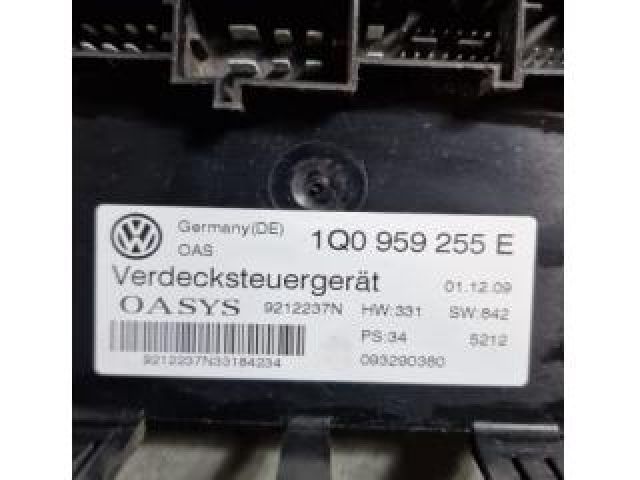 Germany(DE)
OAS
1Q0 959 255 E
Verdecksteuergerät
01.12.09
OASYS 9212237N HW:331 SW:842
PS:34 5212
9212237N33184234 093290380